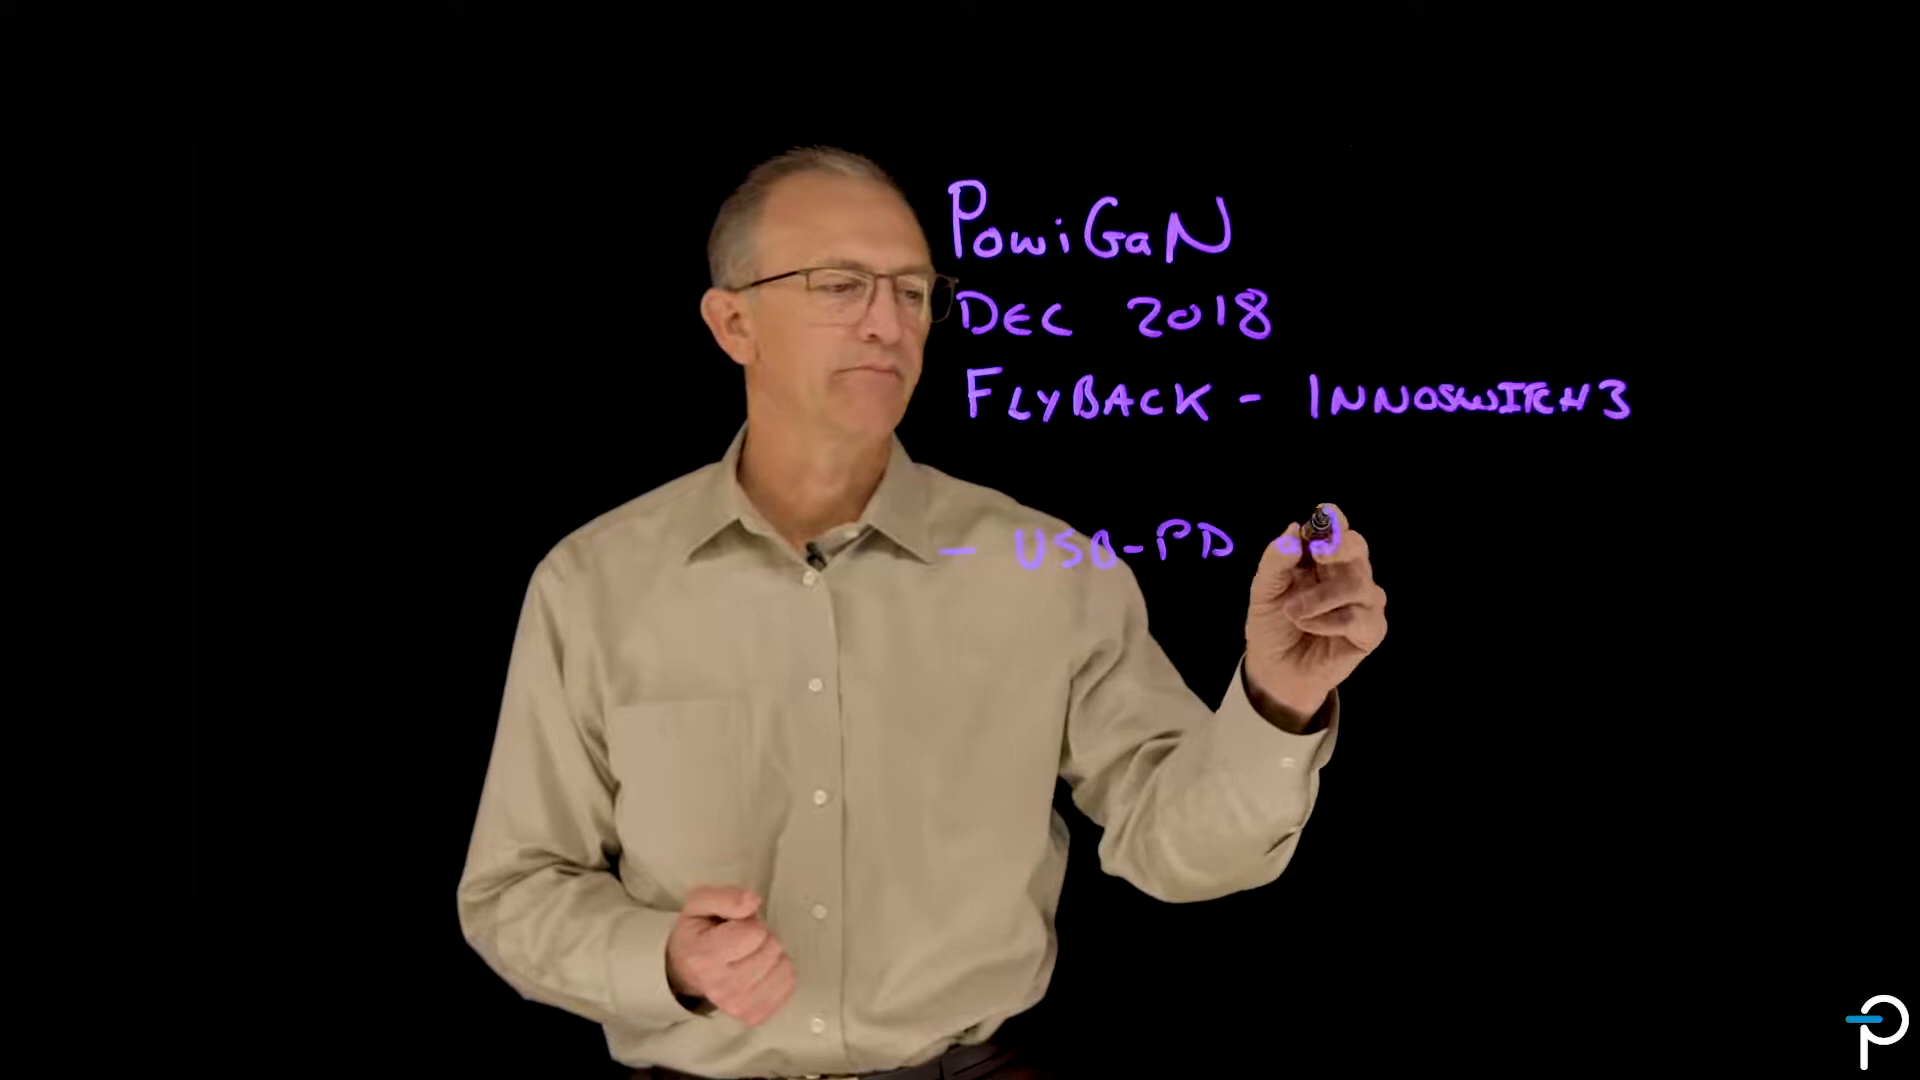 PowiGaN
DEC 2018
FLYBACK - INNOSWITCH3
- USB-PD